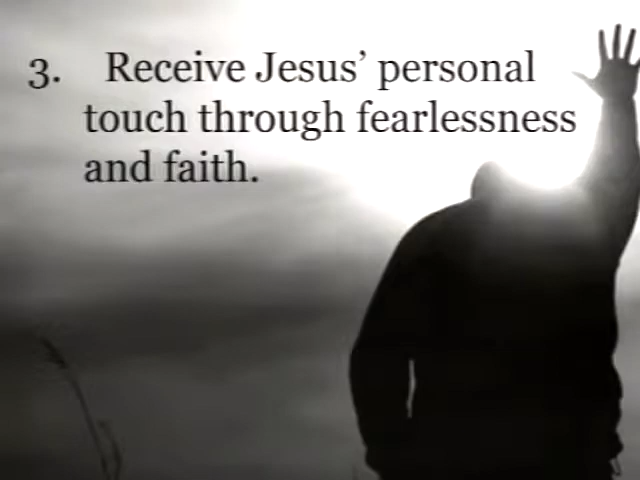 3. Receive Jesus’ personal
touch through fearlessness
and faith.